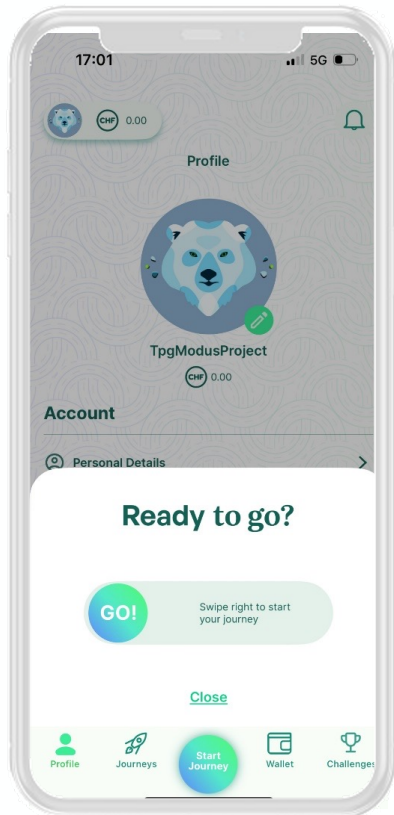 17:01
5G
CHF 0.00
Profile
TpgModusProject
CHF 0.00
Account
Personal Details
Ready to go?
GO!
Swipe right to start
your journey
Close
Profile
Journeys
Start
Journey
Wallet
Challenges